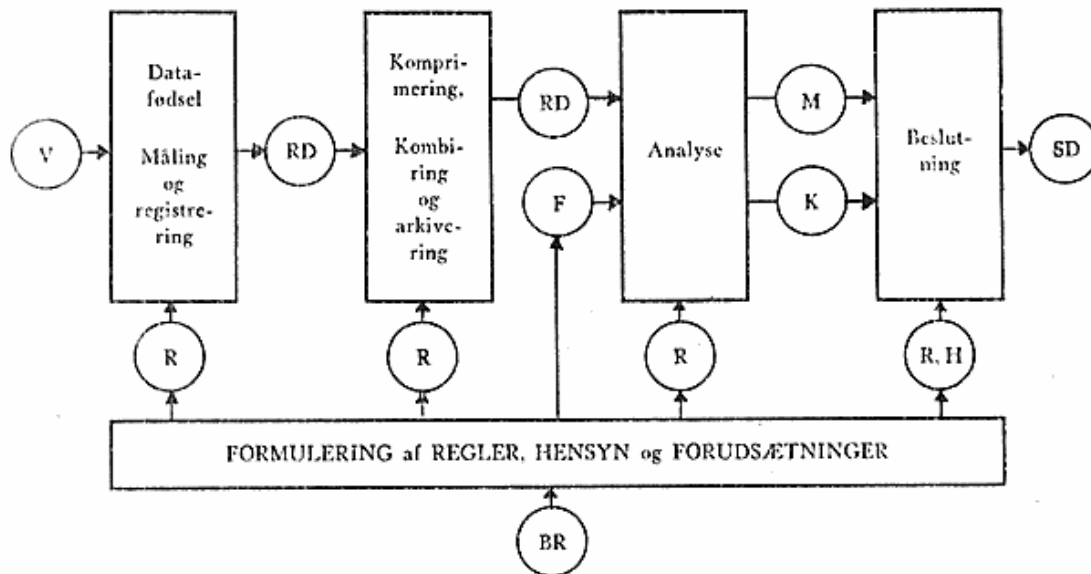 Data-
fødsel
Måling
og
registre-
ring
Kompri-
mering,
Kombi-
ring
og
arkive-
ring
Analyse
Beslut-
ning
V
RD
RD
F
M
K
SD
R
R
R
R, H
FORMULERING af REGLER, HENSYN og FORUDSÆTNINGER
BR